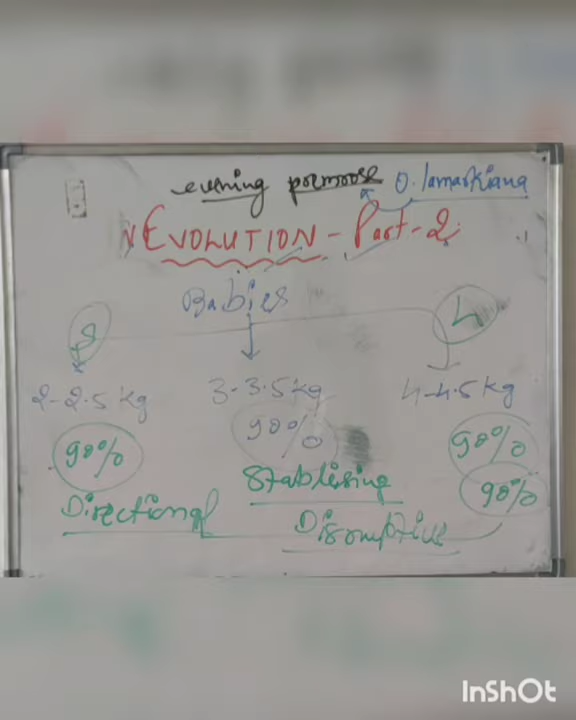 evening pormoose O. lamarkiana
EVOLUTION - Part-2
Babies
S
L
2-2.5 kg 3-3.5 kg 4-4.5 kg
90% 90% 90%
Stablising 90%
Directional
Disruptive
InShOt